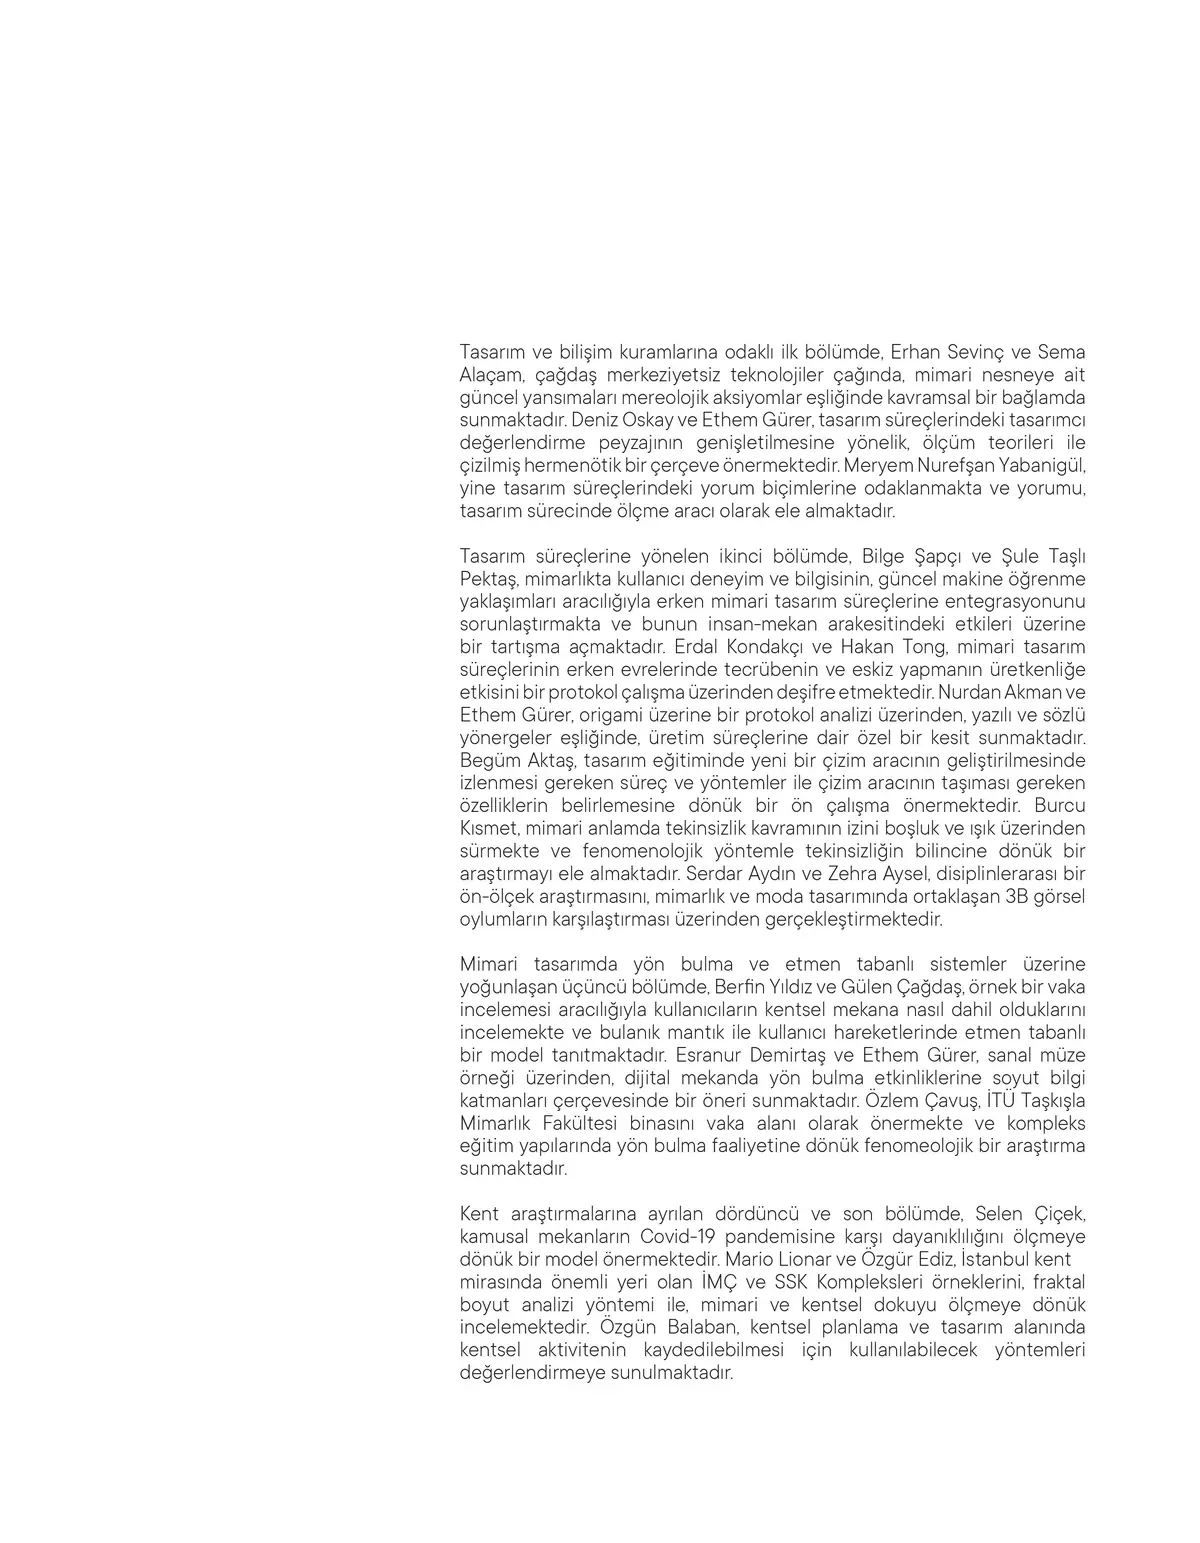 Tasarım ve bilişim kuramlarına odaklı ilk bölümde, Erhan Sevinç ve Sema
Alaçam, çağdaş merkeziyetsiz teknolojiler çağında, mimari nesneye ait
güncel yansımaları mereolojik aksiyomlar eşliğinde kavramsal bir bağlamda
sunmaktadır. Deniz Oskay ve Ethem Gürer, tasarım süreçlerindeki tasarımcı
değerlendirme peyzajının genişletilmesine yönelik, ölçüm teorileri ile
çizilmiş hermenötik bir çerçeve önermektedir. Meryem Nurefşan Yabanigül,
yine tasarım süreçlerindeki yorum biçimlerine odaklanmakta ve yorumu,
tasarım sürecinde ölçme aracı olarak ele almaktadır.
Tasarım süreçlerine yönelen ikinci bölümde, Bilge Şapçı ve Şule Taşlı
Pektaş, mimarlıkta kullanıcı deneyim ve bilgisinin, güncel makine öğrenme
yaklaşımları aracılığıyla erken mimari tasarım süreçlerine entegrasyonunu
sorunlaştırmakta ve bunun insan-mekan arakesitindeki etkileri üzerine
bir tartışma açmaktadır. Erdal Kondakçı ve Hakan Tong, mimari tasarım
süreçlerinin erken evrelerinde tecrübenin ve eskiz yapmanın üretkenliğe
etkisini bir protokol çalışma üzerinden deşifre etmektedir. Nurdan Akman ve
Ethem Gürer, origami üzerine bir protokol analizi üzerinden, yazılı ve sözlü
yönergeler eşliğinde, üretim süreçlerine dair özel bir kesit sunmaktadır.
Begüm Aktaş, tasarım eğitiminde yeni bir çizim aracının geliştirilmesinde
izlenmesi gereken süreç ve yöntemler ile çizim aracının taşıması gereken
özelliklerin belirlemesine dönük bir ön çalışma önermektedir. Burcu
Kısmet, mimari anlamda tekinsizlik kavramının izini boşluk ve ışık üzerinden
sürmekte ve fenomenolojik yöntemle tekinsizliğin bilincine dönük bir
araştırmayı ele almaktadır. Serdar Aydın ve Zehra Aysel, disiplinlerarası bir
ön-ölçek araştırmasını, mimarlık ve moda tasarımında ortaklaşan 3B görsel
oylumların karşılaştırması üzerinden gerçekleştirmektedir.
Mimari tasarımda yön bulma ve etmen tabanlı sistemler üzerine
yoğunlaşan üçüncü bölümde, Berfin Yıldız ve Gülen Çağdaş, örnek bir vaka
incelemesi aracılığıyla kullanıcıların kentsel mekana nasıl dahil olduklarını
incelemekte ve bulanık mantık ile kullanıcı hareketlerinde etmen tabanlı
bir model tanıtmaktadır. Esranur Demirtaş ve Ethem Gürer, sanal müze
örneği üzerinden, dijital mekanda yön bulma etkinliklerine soyut bilgi
katmanları çerçevesinde bir öneri sunmaktadır. Özlem Çavuş, İTÜ Taşkışla
Mimarlık Fakültesi binasını vaka alanı olarak önermekte ve kompleks
eğitim yapılarında yön bulma faaliyetine dönük fenomeolojik bir araştırma
sunmaktadır.
Kent araştırmalarına ayrılan dördüncü ve son bölümde, Selen Çiçek,
kamusal mekanların Covid-19 pandemisine karşı dayanıklılığını ölçmeye
dönük bir model önermektedir. Mario Lionar ve Özgür Ediz, İstanbul kent
mirasında önemli yeri olan İMÇ ve SSK Kompleksleri örneklerini, fraktal
boyut analizi yöntemi ile, mimari ve kentsel dokuyu ölçmeye dönük
incelemektedir. Özgün Balaban, kentsel planlama ve tasarım alanında
kentsel aktivitenin kaydedilebilmesi için kullanılabilecek yöntemleri
değerlendirmeye sunulmaktadır.